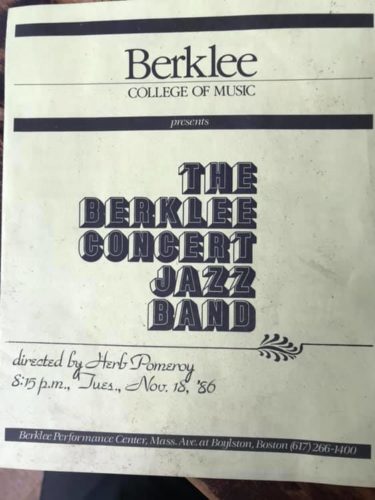 Berklee
COLLEGE OF MUSIC
presents
THE
BERKLEE
CONCERT
JAZZ
BAND
directed by Herb Pomeroy
8:15 p.m., Tues., Nov. 18, '86
Berklee Performance Center, Mass. Ave. at Boylston, Boston (617) 266-1400